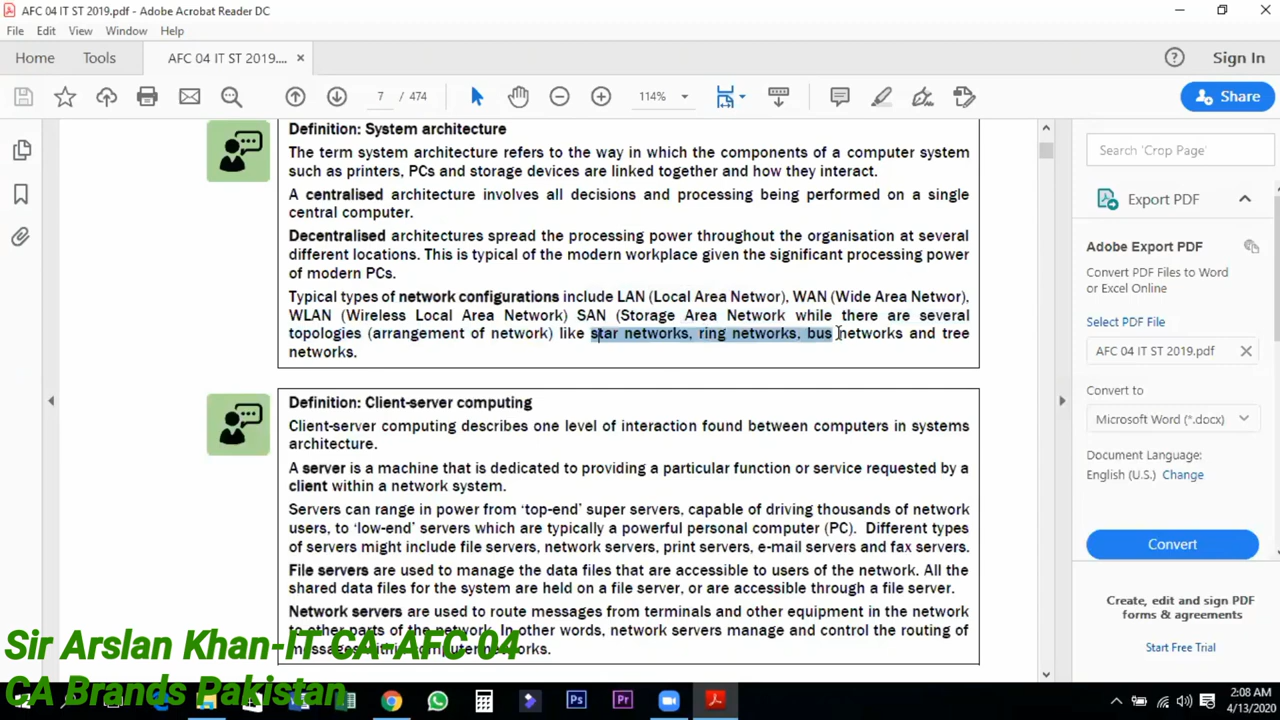 AFC 04 IT ST 2019.pdf - Adobe Acrobat Reader DC
File Edit View Window Help
Home Tools AFC 04 IT ST 2019.... × Sign In
7 / 474 114% Share
Definition: System architecture
The term system architecture refers to the way in which the components of a computer system
such as printers, PCs and storage devices are linked together and how they interact.
A centralised architecture involves all decisions and processing being performed on a single
central computer.
Decentralised architectures spread the processing power throughout the organisation at several
different locations. This is typical of the modern workplace given the significant processing power
of modern PCs.
Typical types of network configurations include LAN (Local Area Networ), WAN (Wide Area Networ),
WLAN (Wireless Local Area Network) SAN (Storage Area Network while there are several
topologies (arrangement of network) like star networks, ring networks, bus networks and tree
networks.
Definition: Client-server computing
Client-server computing describes one level of interaction found between computers in systems
architecture.
A server is a machine that is dedicated to providing a particular function or service requested by a
client within a network system.
Servers can range in power from ‘top-end’ super servers, capable of driving thousands of network
users, to ‘low-end’ servers which are typically a powerful personal computer (PC). Different types
of servers might include file servers, network servers, print servers, e-mail servers and fax servers.
File servers are used to manage the data files that are accessible to users of the network. All the
shared data files for the system are held on a file server, or are accessible through a file server.
Network servers are used to route messages from terminals and other equipment in the network
to other parts of the network. In other words, network servers manage and control the routing of
messages within computer networks.
Search 'Crop Page'
Export PDF
Adobe Export PDF
Convert PDF Files to Word
or Excel Online
Select PDF File
AFC 04 IT ST 2019.pdf ×
Convert to
Microsoft Word (*.docx)
Document Language:
English (U.S.) Change
Convert
Create, edit and sign PDF
forms & agreements
Start Free Trial
Sir Arslan Khan-IT CA-AFC 04
CA Brands Pakistan
Ps Pr
2:08 AM
4/13/2020